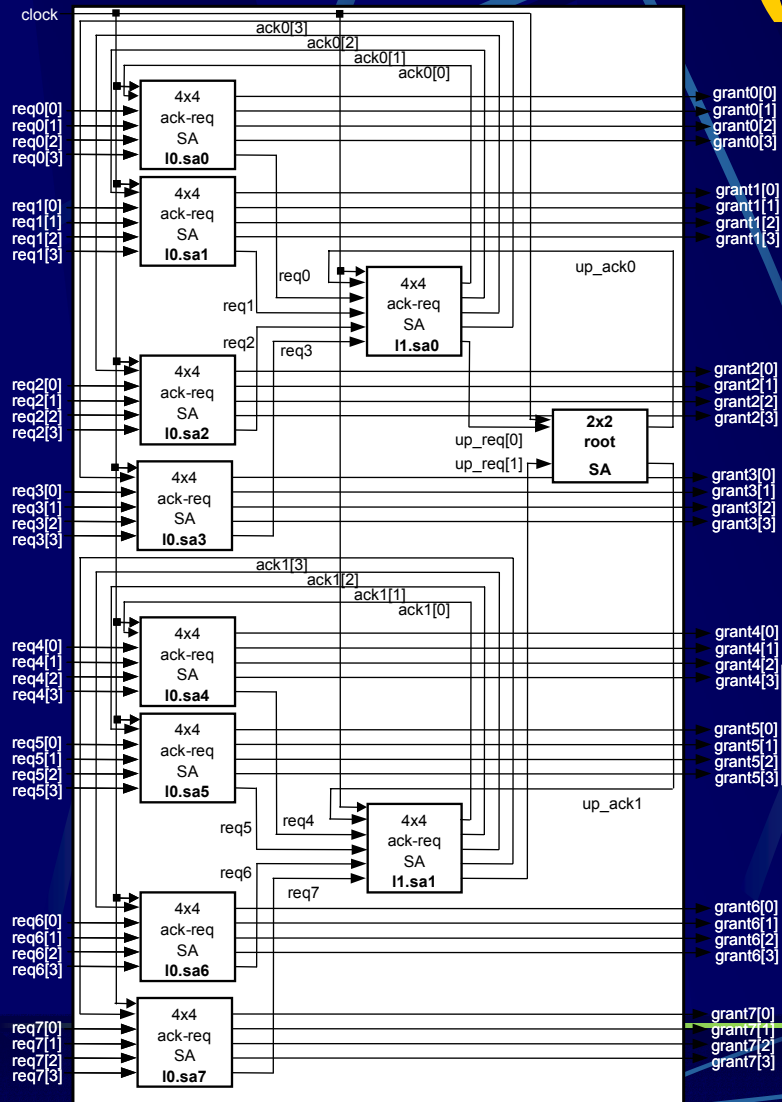 clock
ack0[3]
ack0[2]
ack0[1]
ack0[0]
req0[0]
req0[1]
req0[2]
req0[3]
4x4
ack-req
SA
l0.sa0
grant0[0]
grant0[1]
grant0[2]
grant0[3]
req1[0]
req1[1]
req1[2]
req1[3]
4x4
ack-req
SA
l0.sa1
grant1[0]
grant1[1]
grant1[2]
grant1[3]
req0
req1
req2
req3
4x4
ack-req
SA
l1.sa0
up_ack0
req2[0]
req2[1]
req2[2]
req2[3]
4x4
ack-req
SA
l0.sa2
grant2[0]
grant2[1]
grant2[2]
grant2[3]
up_req[0]
up_req[1]
2x2
root
SA
req3[0]
req3[1]
req3[2]
req3[3]
4x4
ack-req
SA
l0.sa3
grant3[0]
grant3[1]
grant3[2]
grant3[3]
ack1[3]
ack1[2]
ack1[1]
ack1[0]
req4[0]
req4[1]
req4[2]
req4[3]
4x4
ack-req
SA
l0.sa4
grant4[0]
grant4[1]
grant4[2]
grant4[3]
req5[0]
req5[1]
req5[2]
req5[3]
4x4
ack-req
SA
l0.sa5
grant5[0]
grant5[1]
grant5[2]
grant5[3]
req4
req5
req6
req7
4x4
ack-req
SA
l1.sa1
up_ack1
req6[0]
req6[1]
req6[2]
req6[3]
4x4
ack-req
SA
l0.sa6
grant6[0]
grant6[1]
grant6[2]
grant6[3]
req7[0]
req7[1]
req7[2]
req7[3]
4x4
ack-req
SA
l0.sa7
grant7[0]
grant7[1]
grant7[2]
grant7[3]